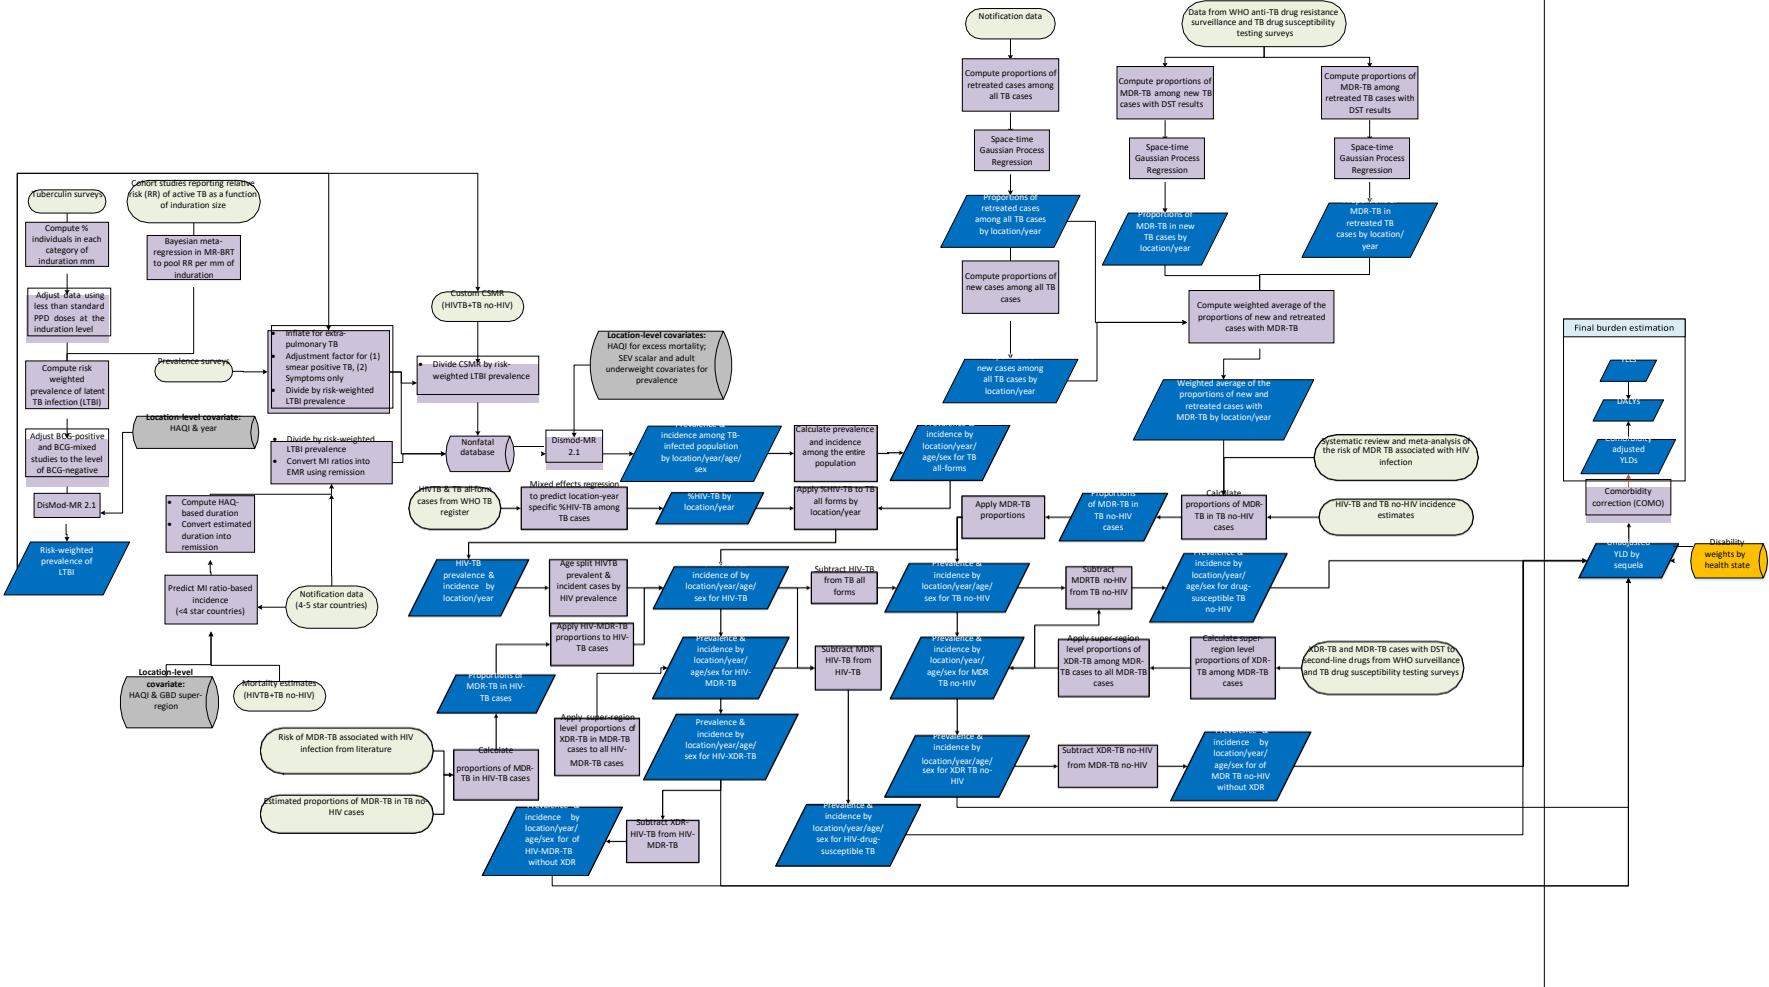 Notification data
Data from WHO anti-TB drug resistance
surveillance and TB drug susceptibility
testing surveys
Compute proportions of
retreated cases among
all TB cases
Compute proportions of
MDR-TB among new TB
cases with DST results
Compute proportions of
MDR-TB among
retreated TB cases with
DST results
Space-time
Gaussian Process
Regression
Space-time
Gaussian Process
Regression
Space-time
Gaussian Process
Regression
Proportions of
retreated cases
among all TB cases
by location/year
Proportions of
MDR-TB in new
TB cases by
location/year
MDR-TB in
retreated TB
cases by location/
year
Compute proportions of
new cases among all TB
cases
Compute weighted average of the
proportions of new and retreated
cases with MDR-TB
new cases among
all TB cases by
location/year
Weighted average of the
proportions of new and
retreated cases with
MDR-TB by location/year
Tuberculin surveys
Cohort studies reporting relative
risk (RR) of active TB as a function
of induration size
Compute %
individuals in each
category of
induration mm
Bayesian meta-
regression in MR-BRT
to pool RR per mm of
induration
Adjust data using
less than standard
PPD doses at the
induration level
Compute risk
weighted
prevalence of latent
TB infection (LTBI)
Prevalence surveys
• Inflate for extra-
pulmonary TB
• Adjustment factor for (1)
smear positive TB, (2)
Symptoms only
• Divide by risk-weighted
LTBI prevalence
Custom CSMR
(HIVTB+TB no-HIV)
• Divide CSMR by risk-
weighted LTBI prevalence
Location-level covariates:
HAQI for excess mortality;
SEV scalar and adult
underweight covariates for
prevalence
Adjust BCG-positive
and BCG-mixed
studies to the level
of BCG-negative
Location-level covariate:
HAQI & year
• Divide by risk-weighted
LTBI prevalence
• Convert MI ratios into
EMR using remission
Nonfatal
database
Dismod-MR
2.1
Prevalence &
incidence among TB-
infected population
by location/year/age/
sex
Calculate prevalence
and incidence
among the entire
population
Prevalence &
incidence by
location/year/
age/sex for TB
all-forms
DisMod-MR 2.1
Risk-weighted
prevalence of
LTBI
• Compute HAQ-
based duration
• Convert estimated
duration into
remission
Predict MI ratio-based
incidence
(<4 star countries)
Notification data
(4-5 star countries)
Location-level
covariate:
HAQI & GBD super-
region
Mortality estimates
(HIVTB+TB no-HIV)
HIVTB & TB all-form
cases from WHO TB
register
Mixed effects regression
to predict location-year
specific %HIV-TB among
TB cases
%HIV-TB by
location/year
Apply %HIV-TB to TB
all forms by
location/year
Apply MDR-TB
proportions
Proportions
of MDR-TB in
TB no-HIV
cases
Calculate
proportions of MDR-
TB in TB no-HIV
cases
Systematic review and meta-analysis of
the risk of MDR TB associated with HIV
infection
HIV-TB and TB no-HIV incidence
estimates
HIV-TB
prevalence &
incidence by
location/year
Age split HIVTB
prevalent &
incident cases by
HIV prevalence
incidence of by
location/year/age/
sex for HIV-TB
Subtract HIV-TB
from TB all
forms
Prevalence &
incidence by
location/year/age/
sex for TB no-HIV
Subtract
MDRTB no-HIV
from TB no-HIV
Prevalence &
incidence by
location/year/
age/sex for drug-
susceptible TB
no-HIV
Apply HIV-MDR-TB
proportions to HIV-
TB cases
Proportions of
MDR-TB in HIV-
TB cases
Prevalence &
incidence by
location/year/
age/sex for HIV-
MDR-TB
Subtract MDR
HIV-TB from
HIV-TB
Prevalence &
incidence by
location/year/
age/sex for MDR
TB no-HIV
Apply super-region
level proportions of
XDR-TB among MDR-
TB cases to all MDR-TB
cases
Calculate super-
region level
proportions of XDR-
TB among MDR-TB
cases
XDR-TB and MDR-TB cases with DST to
second-line drugs from WHO surveillance
and TB drug susceptibility testing surveys
Risk of MDR-TB associated with HIV
infection from literature
Estimated proportions of MDR-TB in TB no-
HIV cases
Calculate
proportions of MDR-
TB in HIV-TB cases
Apply super-region
level proportions of
XDR-TB in MDR-TB
cases to all HIV-
MDR-TB cases
Prevalence &
incidence by
location/year/age/
sex for HIV-XDR-TB
Prevalence &
incidence by
location/year/age/
sex for XDR TB no-
HIV
Subtract XDR-TB no-HIV
from MDR-TB no-HIV
Prevalence &
incidence by
location/year/
age/sex for of
MDR TB no-HIV
without XDR
Prevalence &
incidence by
location/year/
age/sex for of
HIV-MDR-TB
without XDR
Subtract XDR-
HIV-TB from HIV-
MDR-TB
Prevalence &
incidence by
location/year/age/
sex for HIV-drug-
susceptible TB
Final burden estimation
YLLs
DALYs
Comorbidity
adjusted
YLDs
Comorbidity
correction (COMO)
Unadjusted
YLD by
sequela
Disability
weights by
health state